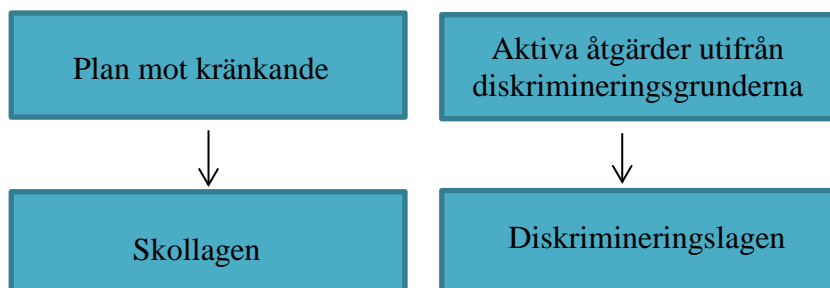 Plan mot kränkande
Aktiva åtgärder utifrån
diskrimineringsgrunderna
Skollagen
Diskrimineringslagen